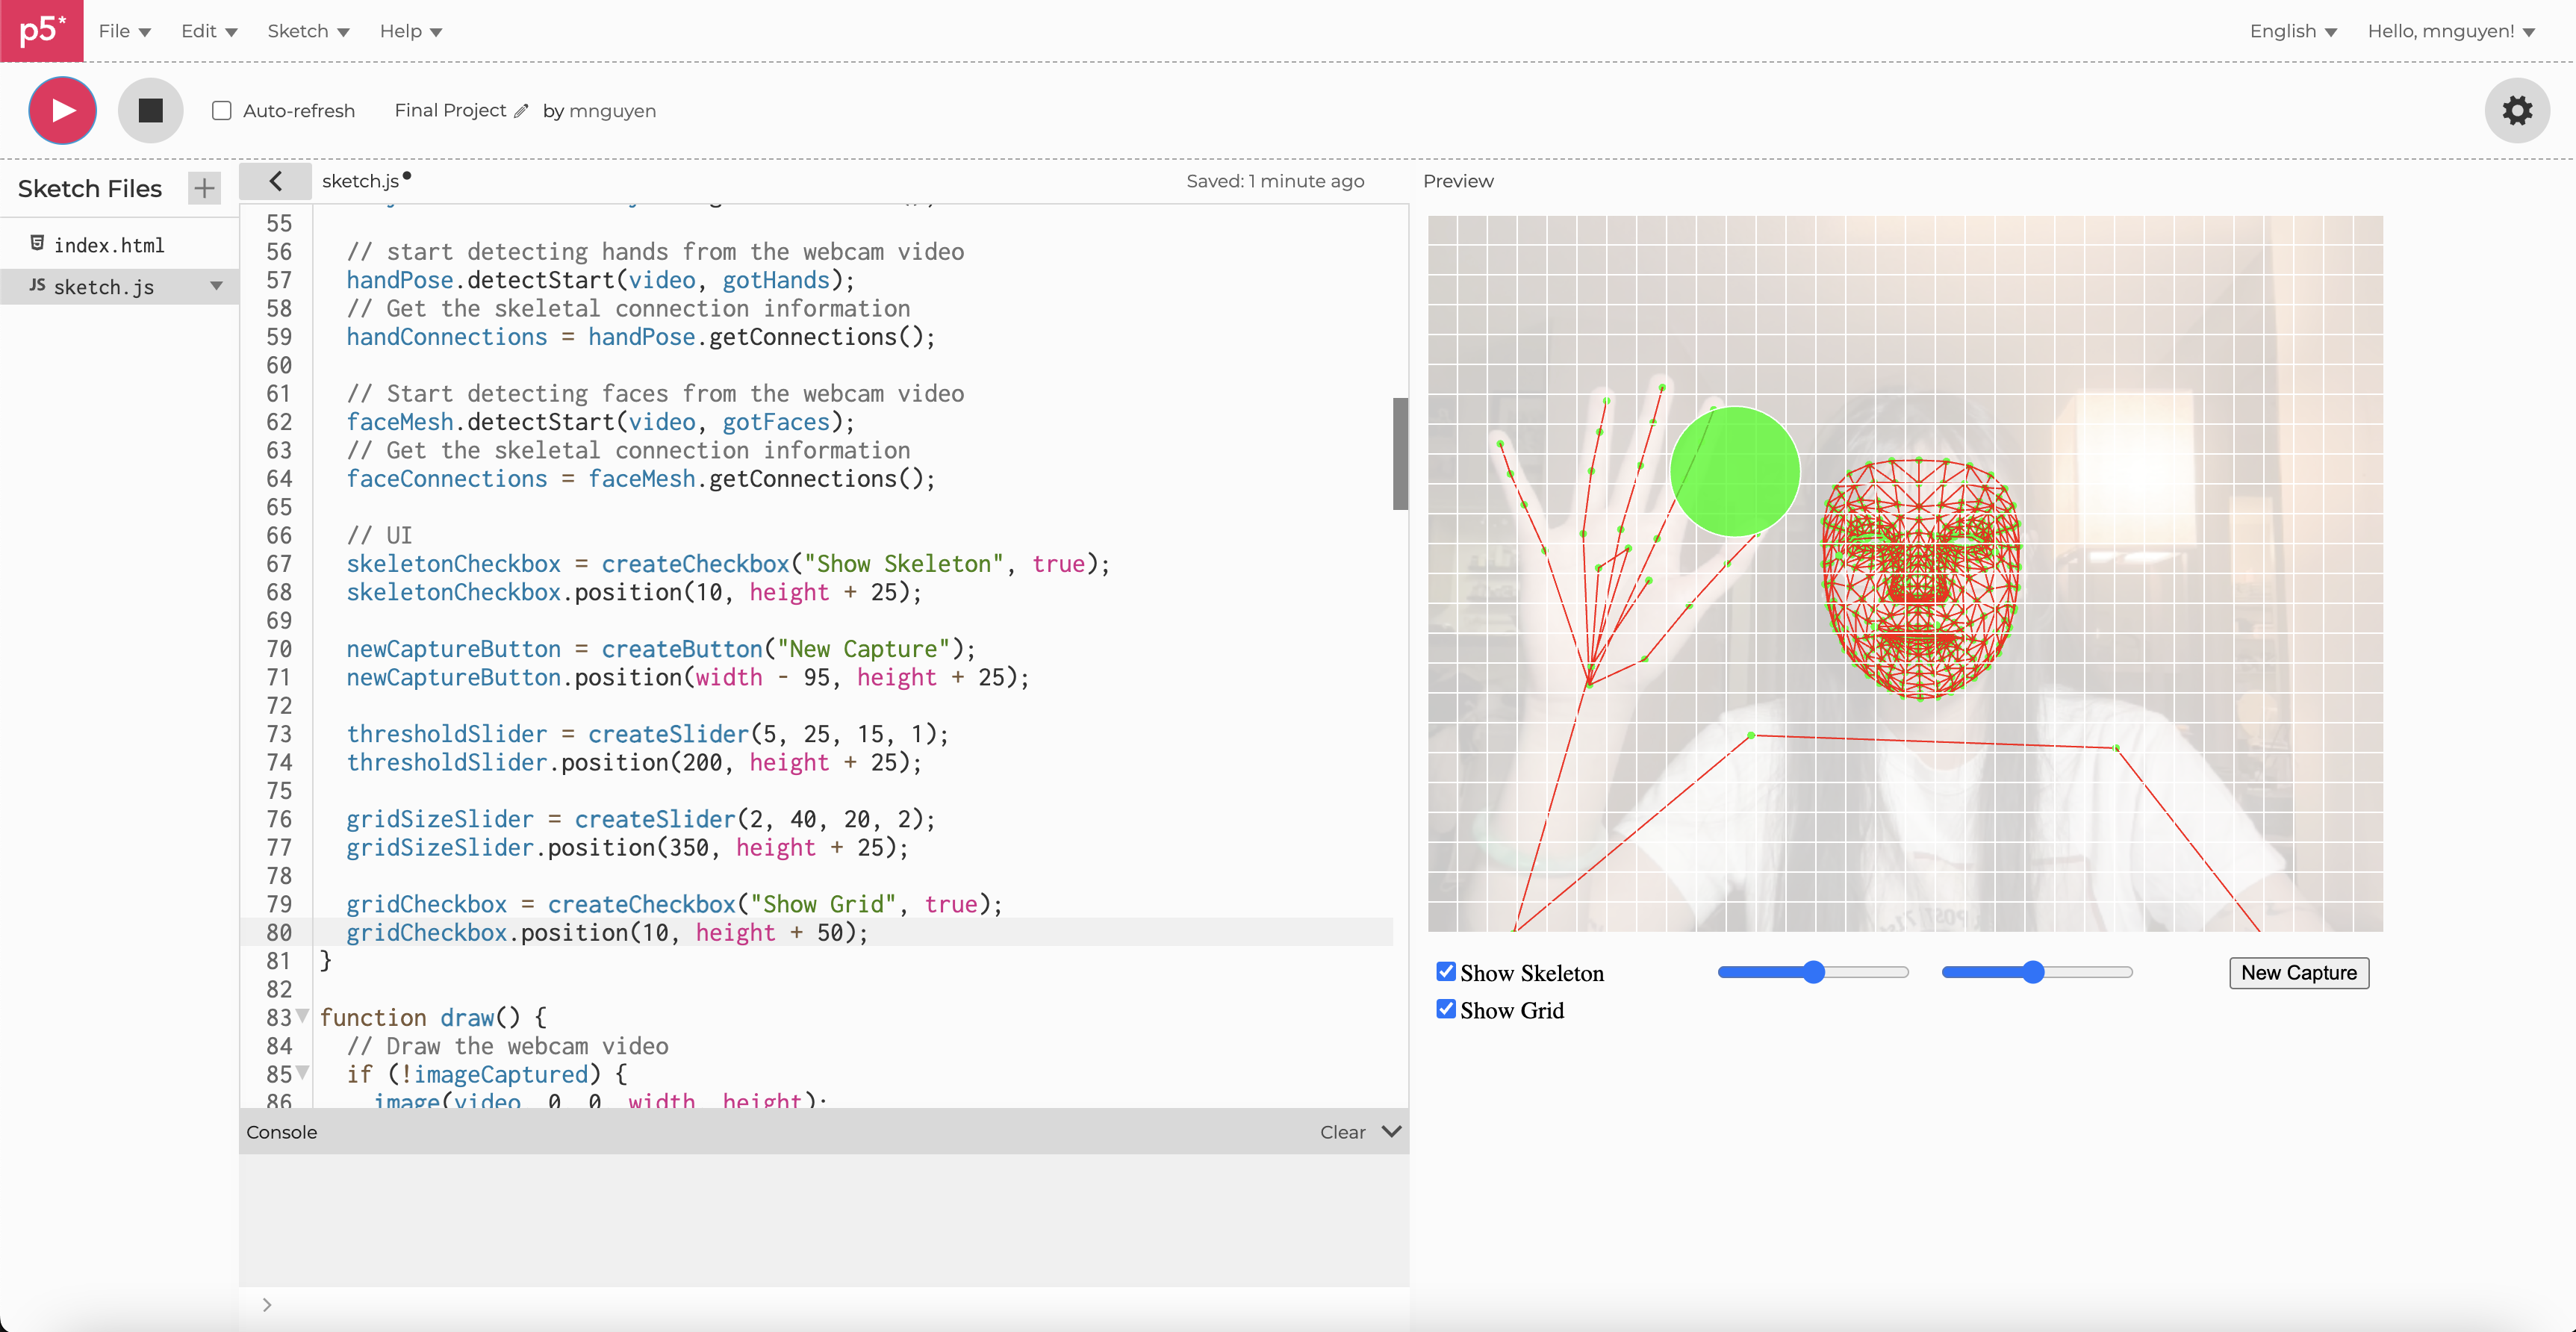 p5*
File Edit Sketch Help
English Hello, mnguyen!
Auto-refresh Final Project by mnguyen
Sketch Files
sketch.js
Saved: 1 minute ago
Preview
index.html
JS sketch.js
55
56 // start detecting hands from the webcam video
57 handPose.detectStart(video, gotHands);
58 // Get the skeletal connection information
59 handConnections = handPose.getConnections();
60
61 // Start detecting faces from the webcam video
62 faceMesh.detectStart(video, gotFaces);
63 // Get the skeletal connection information
64 faceConnections = faceMesh.getConnections();
65
66 // UI
67 skeletonCheckbox = createCheckbox("Show Skeleton", true);
68 skeletonCheckbox.position(10, height + 25);
69
70 newCaptureButton = createButton("New Capture");
71 newCaptureButton.position(width - 95, height + 25);
72
73 thresholdSlider = createSlider(5, 25, 15, 1);
74 thresholdSlider.position(200, height + 25);
75
76 gridSizeSlider = createSlider(2, 40, 20, 2);
77 gridSizeSlider.position(350, height + 25);
78
79 gridCheckbox = createCheckbox("Show Grid", true);
80 gridCheckbox.position(10, height + 50);
81 }
82
83 function draw() {
84 // Draw the webcam video
85 if (!imageCaptured) {
86 image(video, 0, 0, width, height);
Show Skeleton
New Capture
Show Grid
Console
Clear